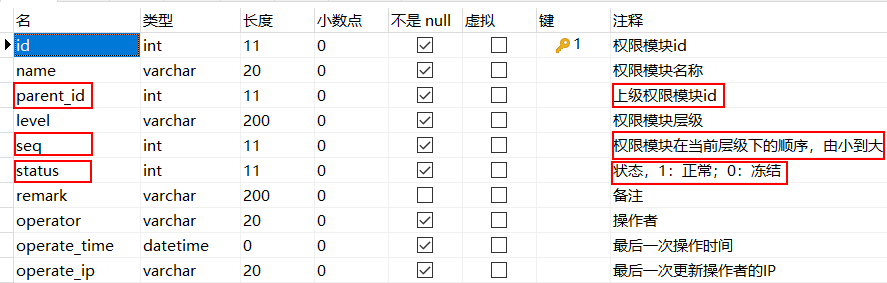 名 类型 长度 小数点 不是 null 虚拟 键 注释
id int 11 0 1 权限模块id
name varchar 20 0 权限模块名称
parent_id int 11 0 上级权限模块id
level varchar 200 0 权限模块层级
seq int 11 0 权限模块在当前层级下的顺序，由小到大
status int 11 0 状态，1：正常；0：冻结
remark varchar 200 0 备注
operator varchar 20 0 操作者
operate_time datetime 0 0 最后一次操作时间
operate_ip varchar 20 0 最后一次更新操作者的IP